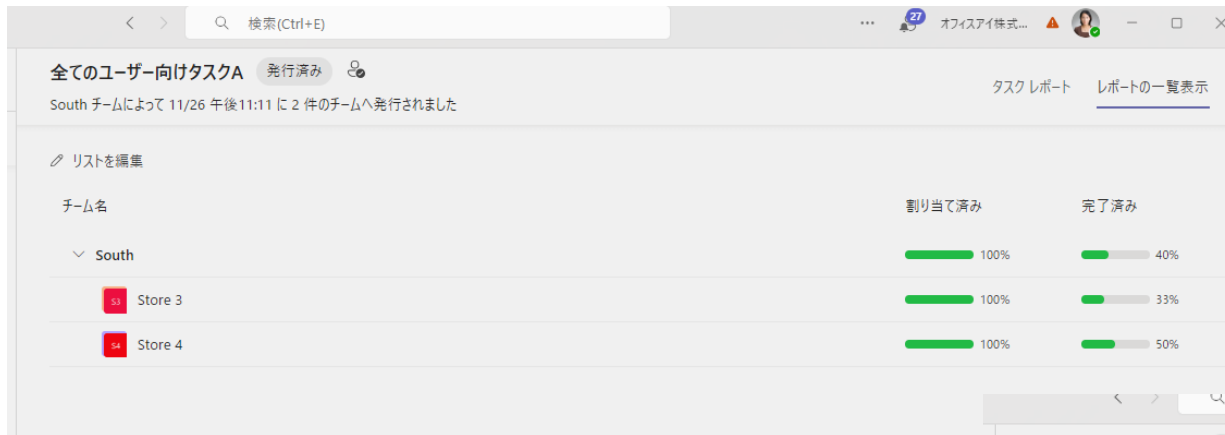 検索(Ctrl+E)
27
オフィスアイ株式...
全てのユーザー向けタスクA
発行済み
South チームによって 11/26 午後11:11 に 2 件のチームへ発行されました
タスク レポート
レポートの一覧表示
リストを編集
チーム名
割り当て済み
完了済み
South
100%
40%
S3
Store 3
100%
33%
S4
Store 4
100%
50%